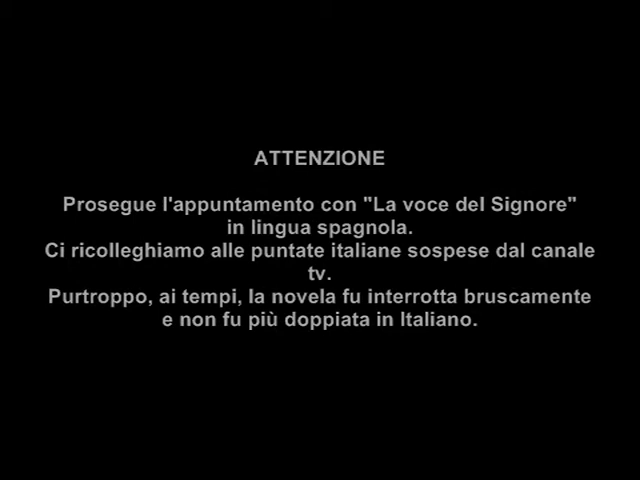 ATTENZIONE
Prosegue l'appuntamento con "La voce del Signore"
in lingua spagnola.
Ci ricolleghiamo alle puntate italiane sospese dal canale
tv.
Purtroppo, ai tempi, la novela fu interrotta bruscamente
e non fu più doppiata in Italiano.